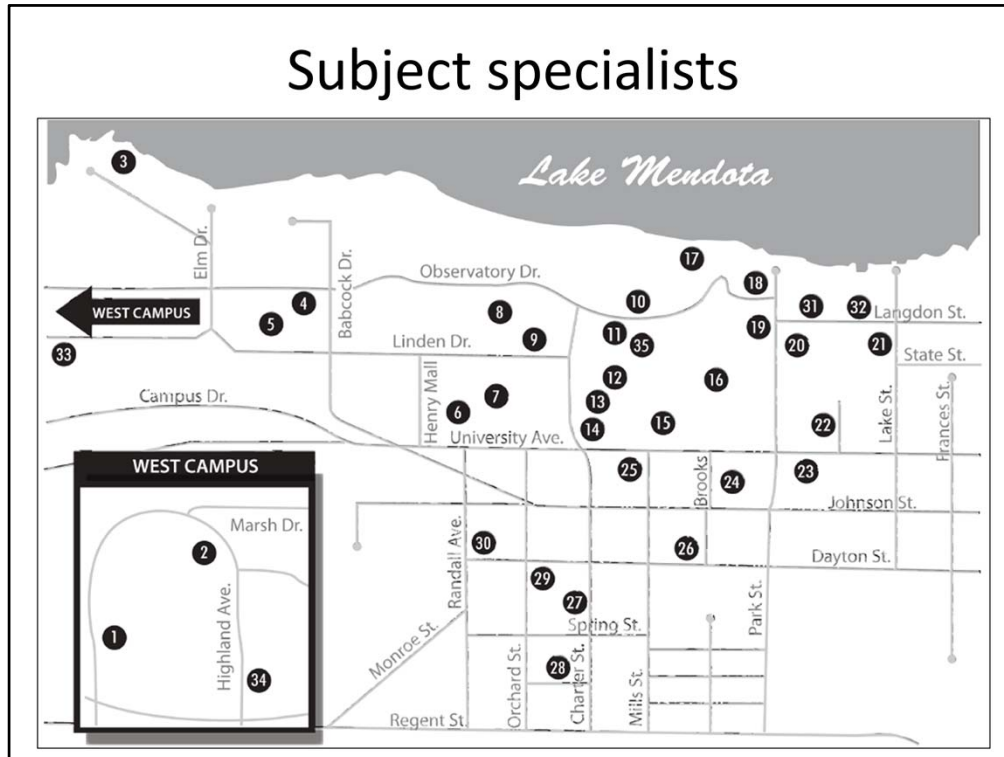 Subject specialists
Lake Mendota
3
17
Elm Dr.
Babcock Dr.
Observatory Dr.
18
4
8
10
31
32
WEST CAMPUS
5
9
11
35
19
Langdon St.
33
Linden Dr.
20
21
State St.
Campus Dr.
Henry Mall
6
7
12
13
14
15
16
22
Lake St.
Frances St.
University Ave.
WEST CAMPUS
25
Brooks
24
23
Johnson St.
Marsh Dr.
2
Randall Ave.
30
26
Dayton St.
29
27
1
Highland Ave.
Monroe St.
Spring St.
Park St.
34
Orchard St.
28
Charter St.
Mills St.
Regent St.